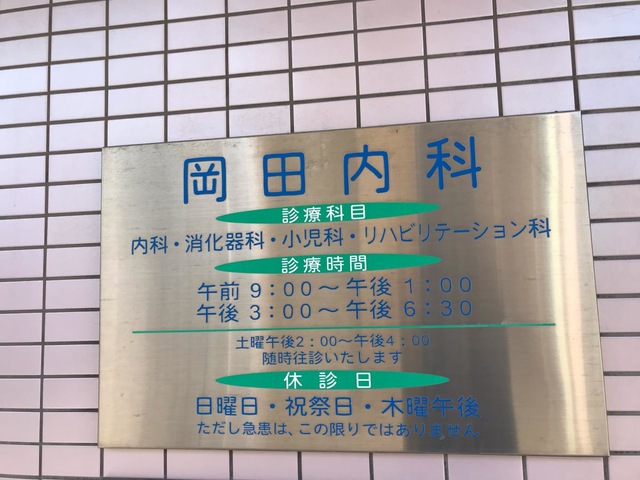 岡田内科
診療科目
内科・消化器科・小児科・リハビリテーション科
診療時間
午前 9:00〜午後 1:00
午後 3:00〜午後 6:30
土曜午後2:00〜午後4:00
随時往診いたします
休診日
日曜日・祝祭日・木曜午後
ただし急患は、この限りではありません